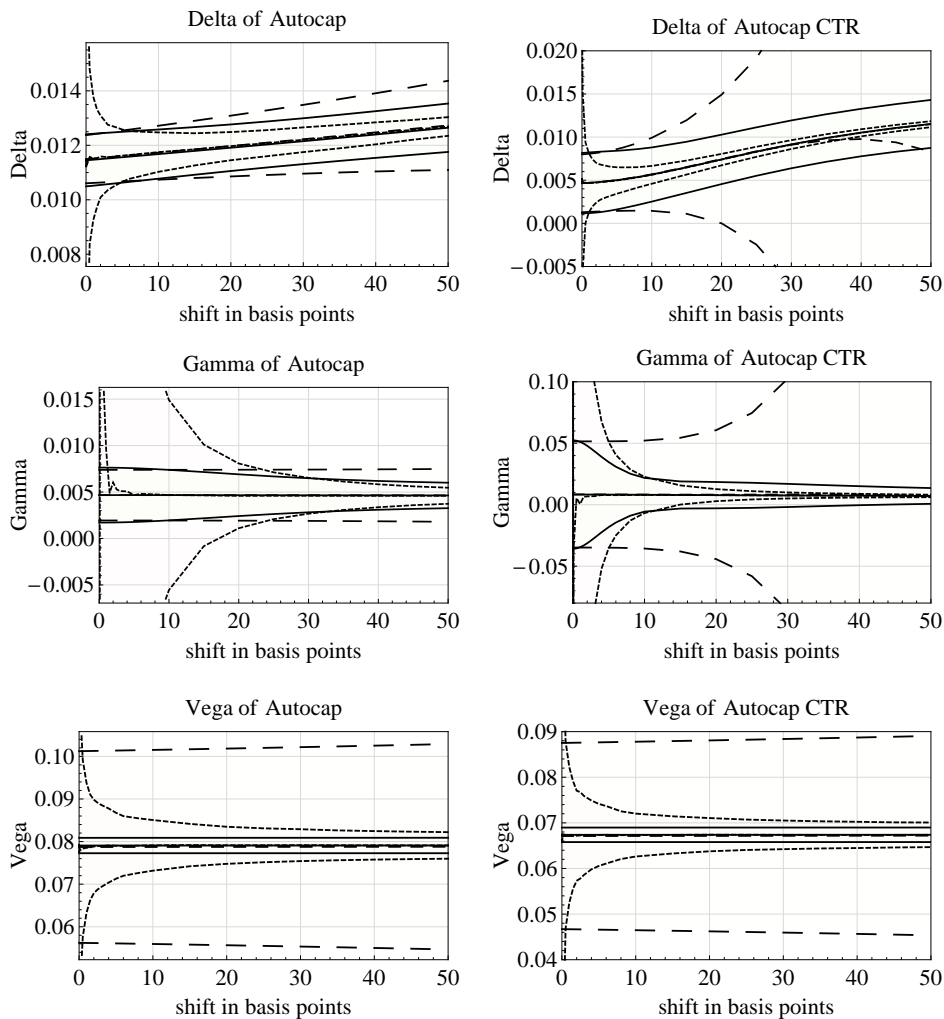 Delta of Autocap
Delta
0.014
0.012
0.010
0.008
0 10 20 30 40 50
shift in basis points
Delta of Autocap CTR
Delta
0.020
0.015
0.010
0.005
0.000
−0.005
0 10 20 30 40 50
shift in basis points
Gamma of Autocap
Gamma
0.015
0.010
0.005
0.000
−0.005
0 10 20 30 40 50
shift in basis points
Gamma of Autocap CTR
Gamma
0.10
0.05
0.00
−0.05
0 10 20 30 40 50
shift in basis points
Vega of Autocap
Vega
0.10
0.09
0.08
0.07
0.06
0 10 20 30 40 50
shift in basis points
Vega of Autocap CTR
Vega
0.09
0.08
0.07
0.06
0.05
0.04
0 10 20 30 40 50
shift in basis points